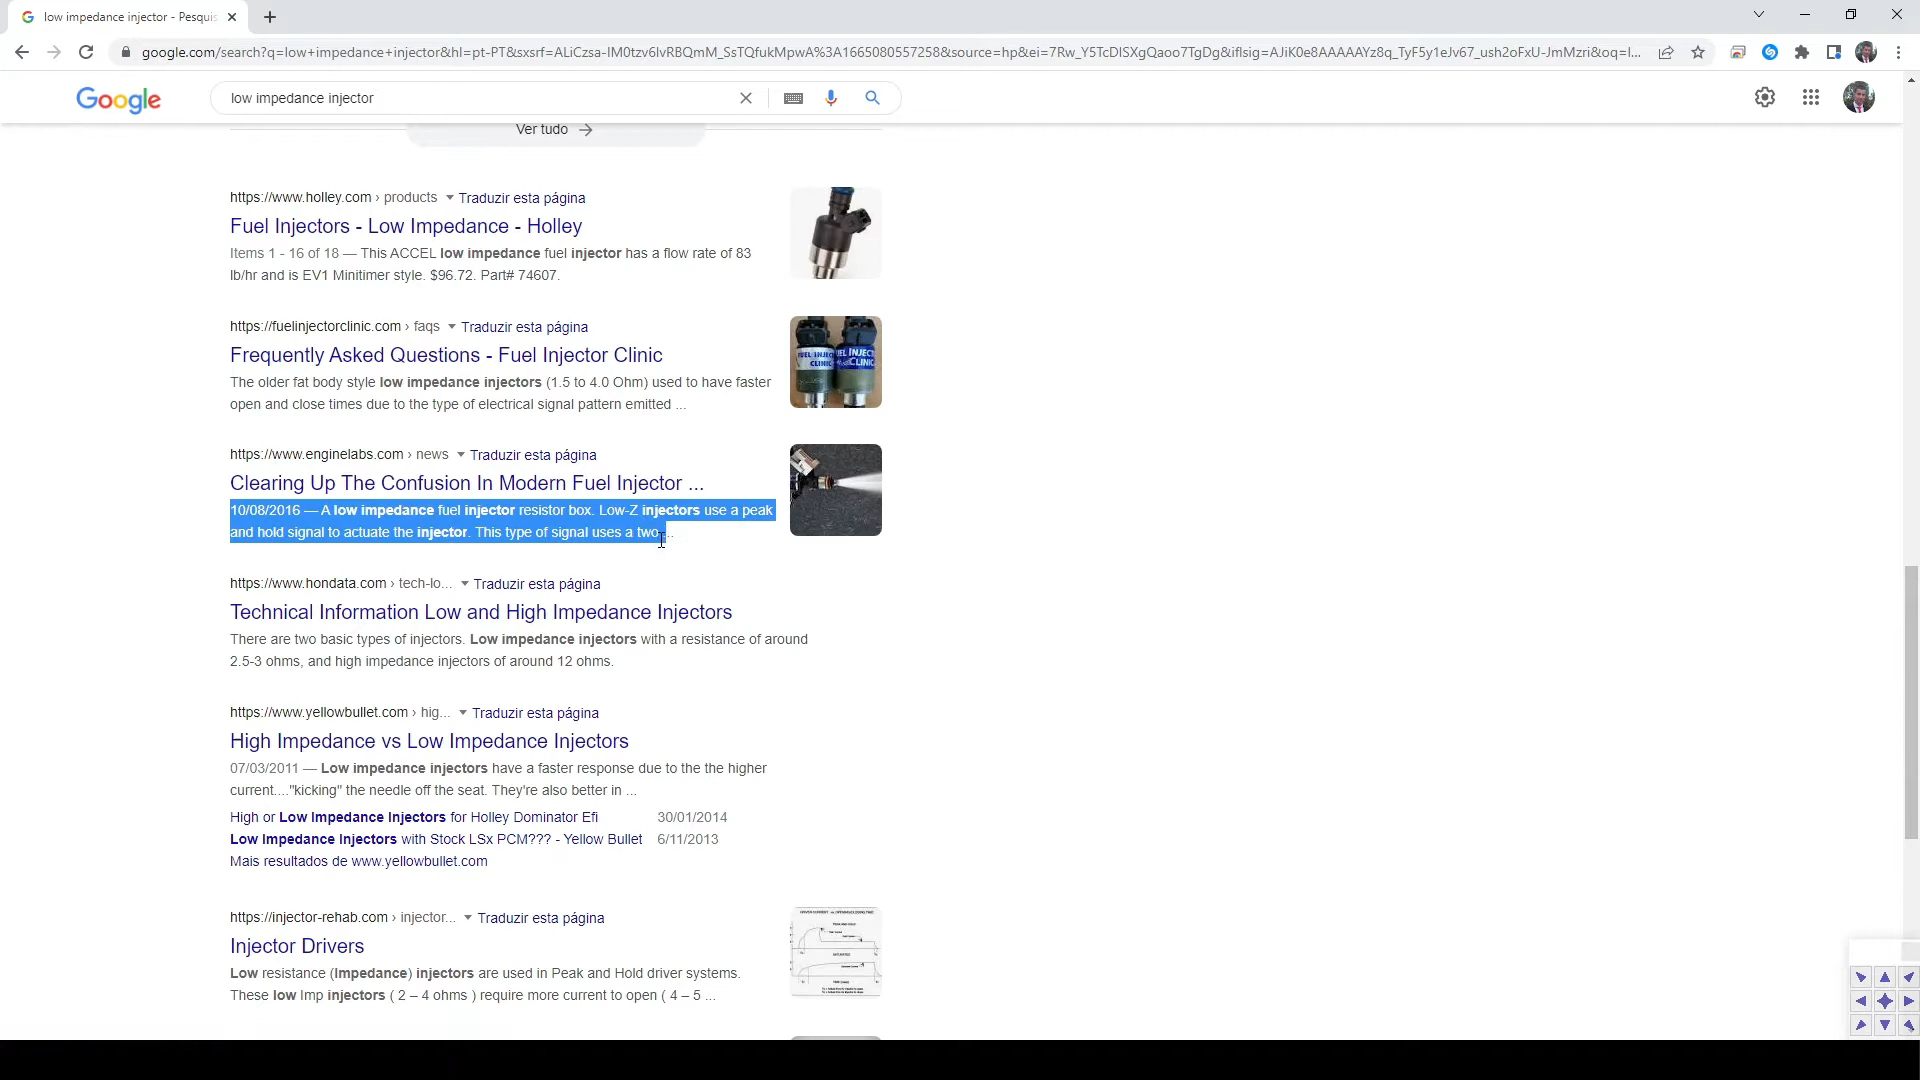 low impedance injector - Pesquis
google.com/search?q=low+impedance+injector&hl=pt-PT&sxsrf=ALiCzsa-IM0tzv6lvRBQmM_SsTQfukMpwA%3A1665080557258&source=hp&ei=7Rw_Y5TcDISXgQaoo7TgDg&iflsig=AJiK0e8AAAAAYz8q_TyF5y1eJv67_ush2oFxU-JmMzri&oq=l...
Google
low impedance injector
Ver tudo
https://www.holley.com › products Traduzir esta página
Fuel Injectors - Low Impedance - Holley
Items 1 - 16 of 18 — This ACCEL low impedance fuel injector has a flow rate of 83
lb/hr and is EV1 Minitimer style. $96.72. Part# 74607.
https://fuelinjectorclinic.com › faqs Traduzir esta página
Frequently Asked Questions - Fuel Injector Clinic
The older fat body style low impedance injectors (1.5 to 4.0 Ohm) used to have faster
open and close times due to the type of electrical signal pattern emitted ...
FUEL INJEC CLINIC
FUEL INJECT CLINIC
https://www.enginelabs.com › news Traduzir esta página
Clearing Up The Confusion In Modern Fuel Injector ...
10/08/2016 — A low impedance fuel injector resistor box. Low-Z injectors use a peak
and hold signal to actuate the injector. This type of signal uses a two ...
https://www.hondata.com › tech-lo... Traduzir esta página
Technical Information Low and High Impedance Injectors
There are two basic types of injectors. Low impedance injectors with a resistance of around
2.5-3 ohms, and high impedance injectors of around 12 ohms.
https://www.yellowbullet.com › hig... Traduzir esta página
High Impedance vs Low Impedance Injectors
07/03/2011 — Low impedance injectors have a faster response due to the the higher
current...."kicking" the needle off the seat. They're also better in ...
High or Low Impedance Injectors for Holley Dominator Efi 30/01/2014
Low Impedance Injectors with Stock LSx PCM??? - Yellow Bullet 6/11/2013
Mais resultados de www.yellowbullet.com
https://injector-rehab.com › injector... Traduzir esta página
Injector Drivers
Low resistance (Impedance) injectors are used in Peak and Hold driver systems.
These low Imp injectors ( 2 – 4 ohms ) require more current to open ( 4 – 5 ...